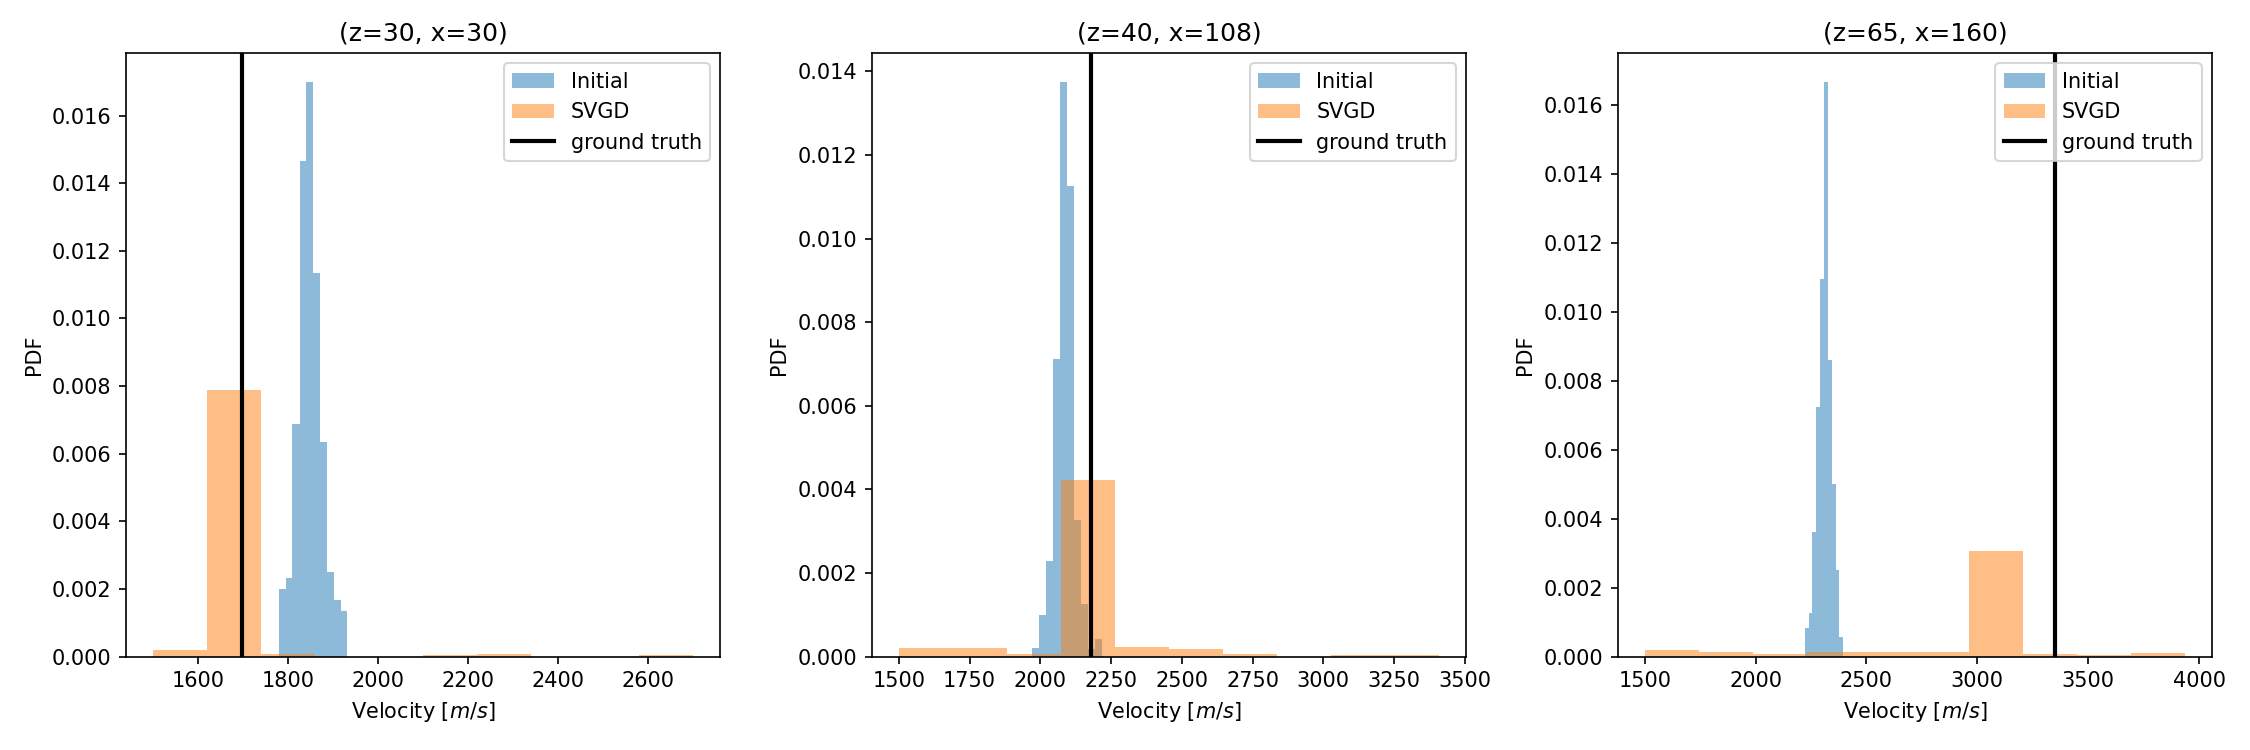 (z=30, x=30)
Initial
SVGD
ground truth
0.016
0.014
0.012
0.010
0.008
0.006
0.004
0.002
0.000
PDF
1600 1800 2000 2200 2400 2600
Velocity [m/s]
(z=40, x=108)
Initial
SVGD
ground truth
0.014
0.012
0.010
0.008
0.006
0.004
0.002
0.000
PDF
1500 1750 2000 2250 2500 2750 3000 3250 3500
Velocity [m/s]
(z=65, x=160)
Initial
SVGD
ground truth
0.016
0.014
0.012
0.010
0.008
0.006
0.004
0.002
0.000
PDF
1500 2000 2500 3000 3500 4000
Velocity [m/s]